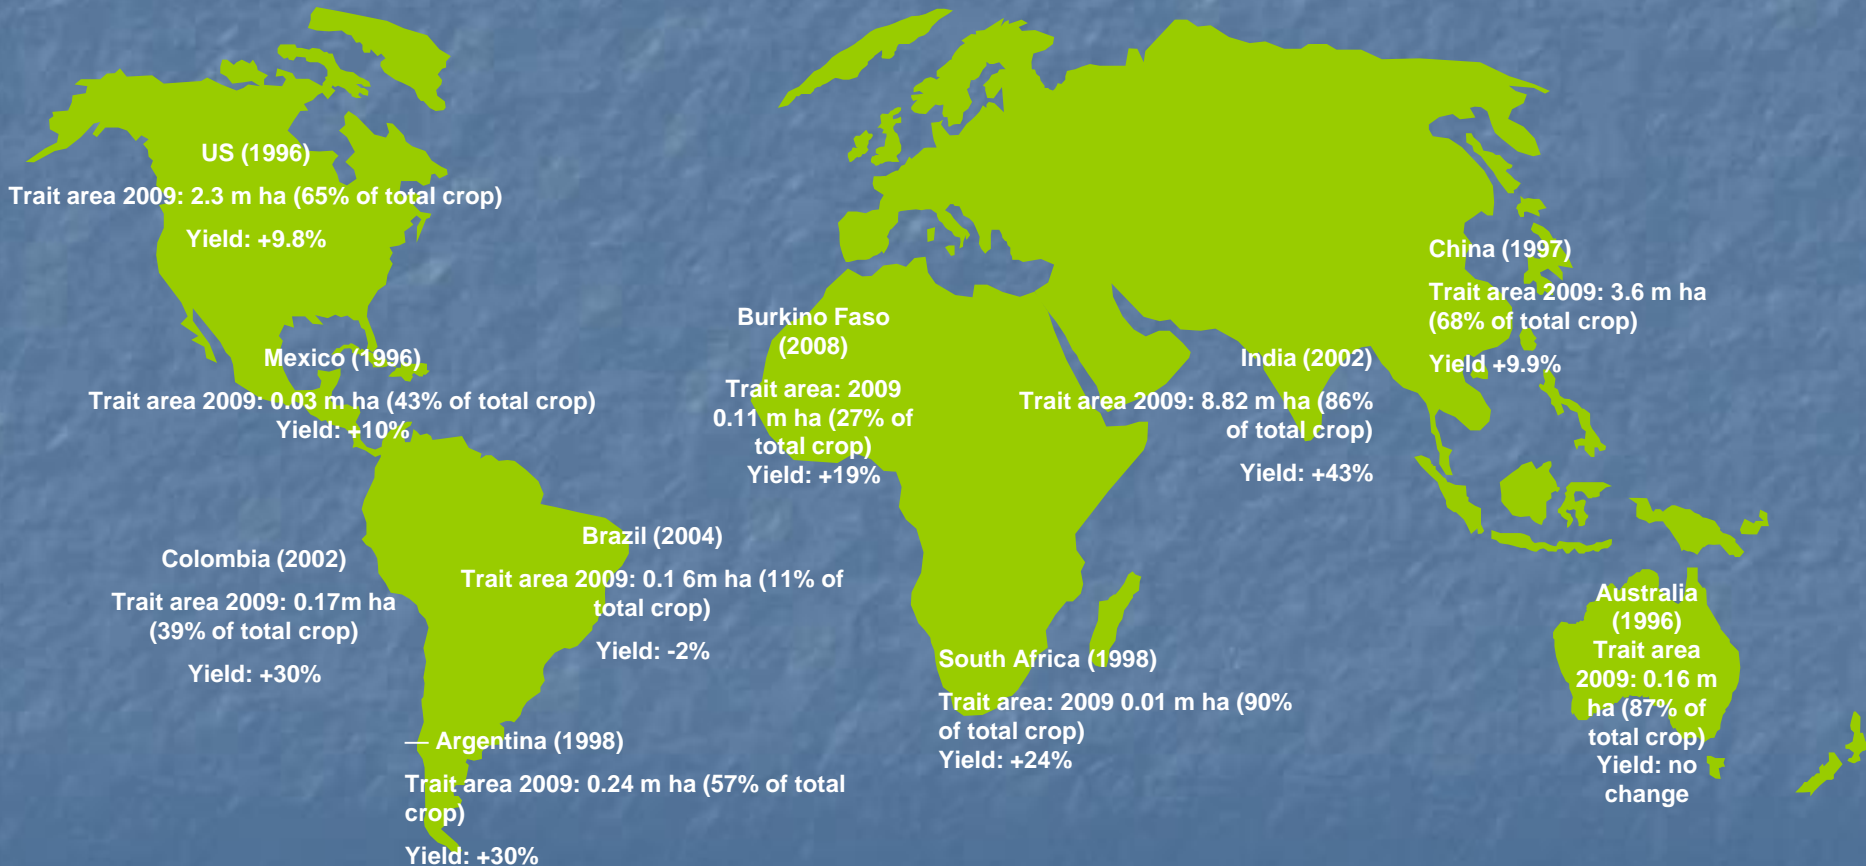 US (1996)
Trait area 2009: 2.3 m ha (65% of total crop)
Yield: +9.8%
Mexico (1996)
Trait area 2009: 0.03 m ha (43% of total crop)
Yield: +10%
Colombia (2002)
Trait area 2009: 0.17m ha
(39% of total crop)
Yield: +30%
Brazil (2004)
Trait area 2009: 0.1 6m ha (11% of
total crop)
Yield: -2%
— Argentina (1998)
Trait area 2009: 0.24 m ha (57% of total
crop)
Yield: +30%
Burkino Faso
(2008)
Trait area: 2009
0.11 m ha (27% of
total crop)
Yield: +19%
South Africa (1998)
Trait area: 2009 0.01 m ha (90%
of total crop)
Yield: +24%
India (2002)
Trait area 2009: 8.82 m ha (86%
of total crop)
Yield: +43%
China (1997)
Trait area 2009: 3.6 m ha
(68% of total crop)
Yield +9.9%
Australia
(1996)
Trait area
2009: 0.16 m
ha (87% of
total crop)
Yield: no
change